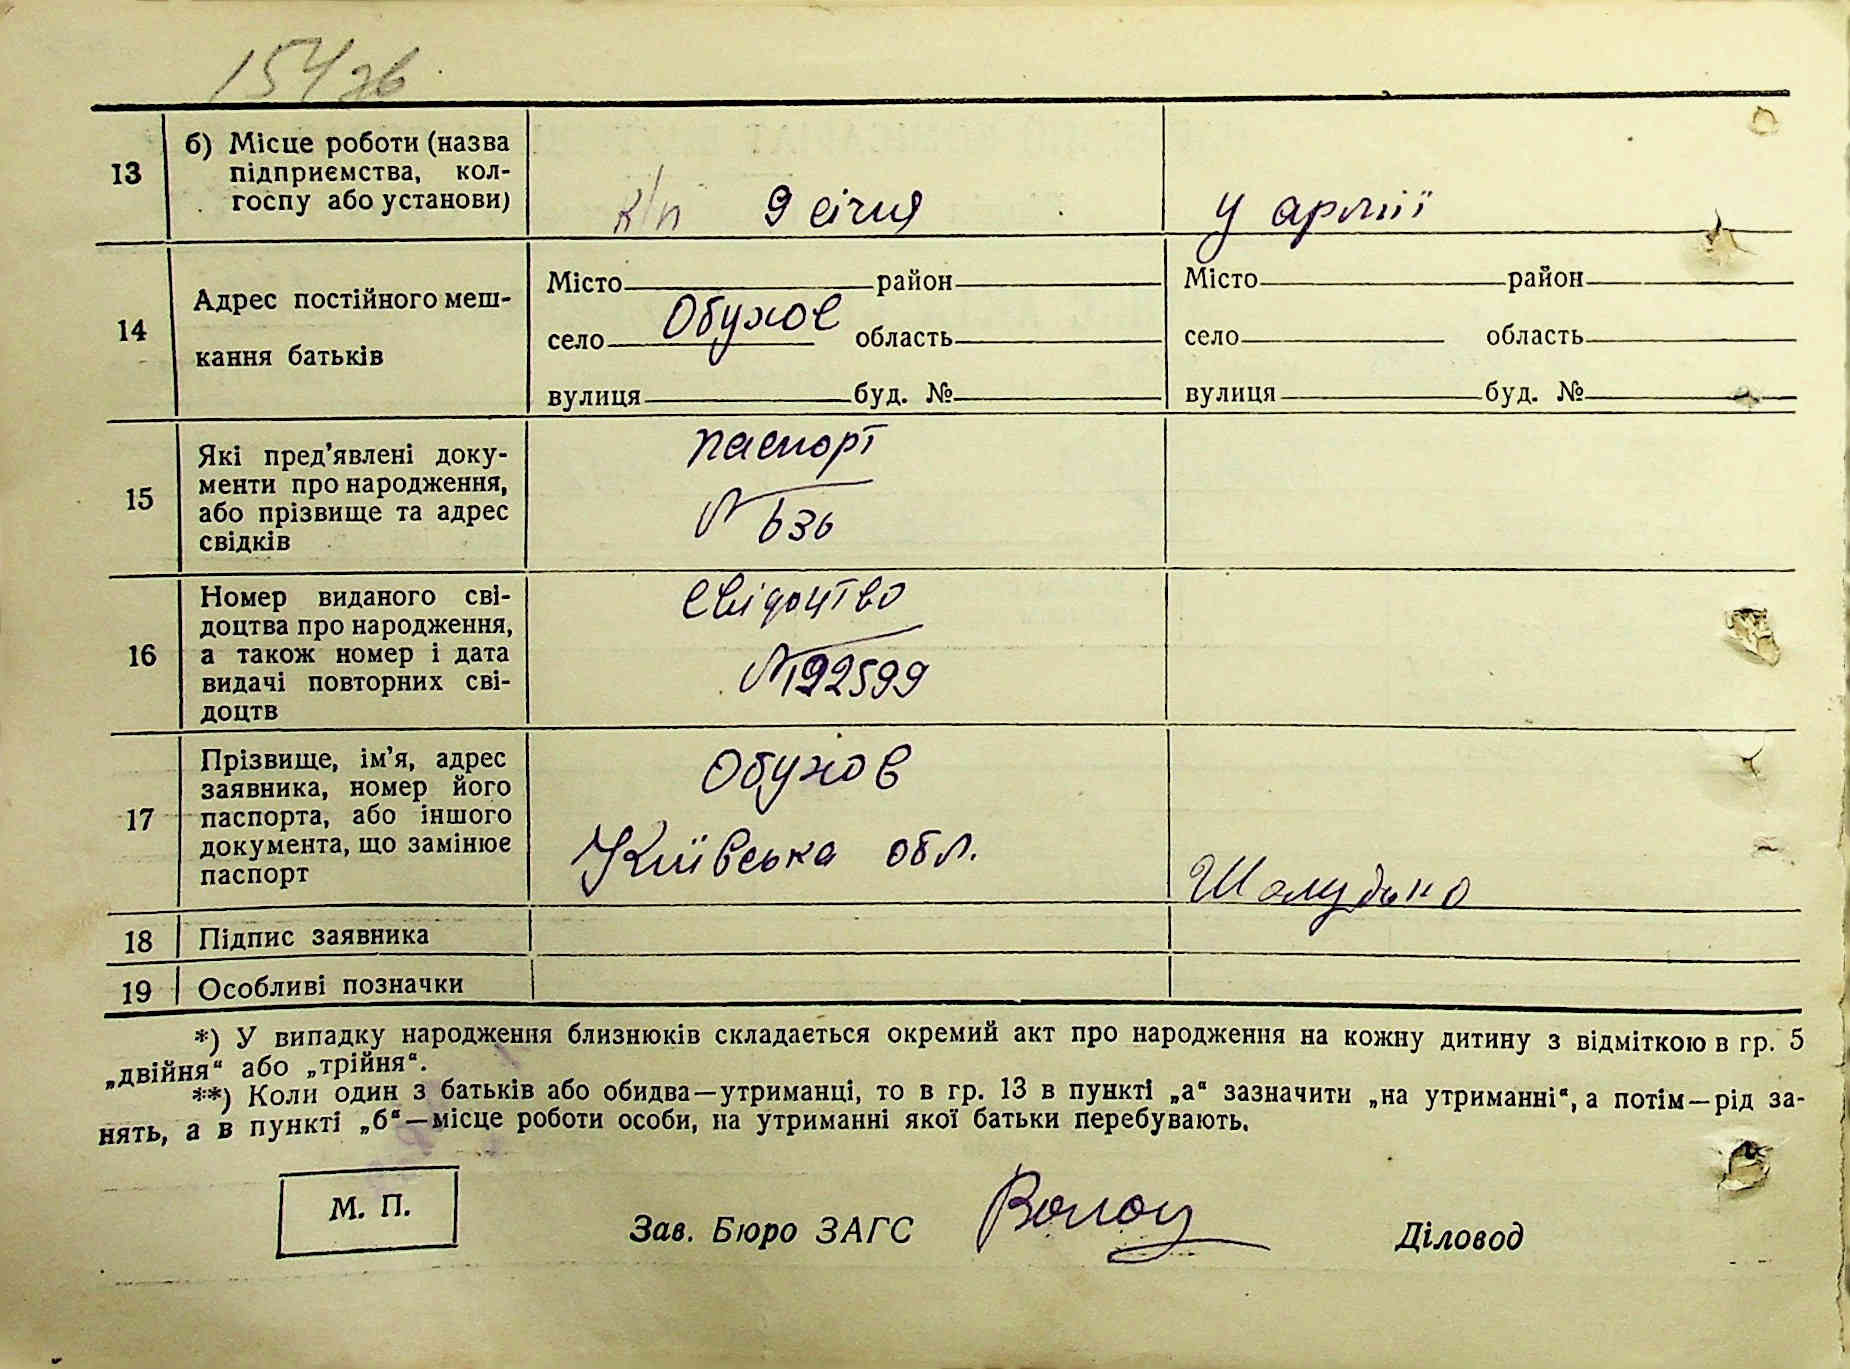 154зв
13 б) Місце роботи (назва
підприємства, кол-
госпу або установи)
к/п 9 січня
у армії
14 Адрес постійного меш-
кання батьків
Місто район
село Обухов область
вулиця буд. №
Місто район
село область
вулиця буд. №
15 Які пред'явлені доку-
менти про народження,
або прізвище та адрес
свідків
паспорт
N 636
16 Номер виданого сві-
доцтва про народження,
а також номер і дата
видачі повторних сві-
доцтв
Свідоцтво
N 192599
17 Прізвище, ім'я, адрес
заявника, номер його
паспорта, або іншого
документа, що замінює
паспорт
Обухов
Київська обл.
Шолудько
18 Підпис заявника
19 Особливі позначки
*) У випадку народження близнюків складається окремий акт про народження на кожну дитину з відміткою в гр. 5
„двійня“ або „трійня“.
**) Коли один з батьків або обидва—утриманці, то в гр. 13 в пункті „а“ зазначити „на утриманні“, а потім—рід за-
нять, а в пункті „б“—місце роботи особи, на утриманні якої батьки перебувають.
М. П.
Зав. Бюро ЗАГС
Діловод